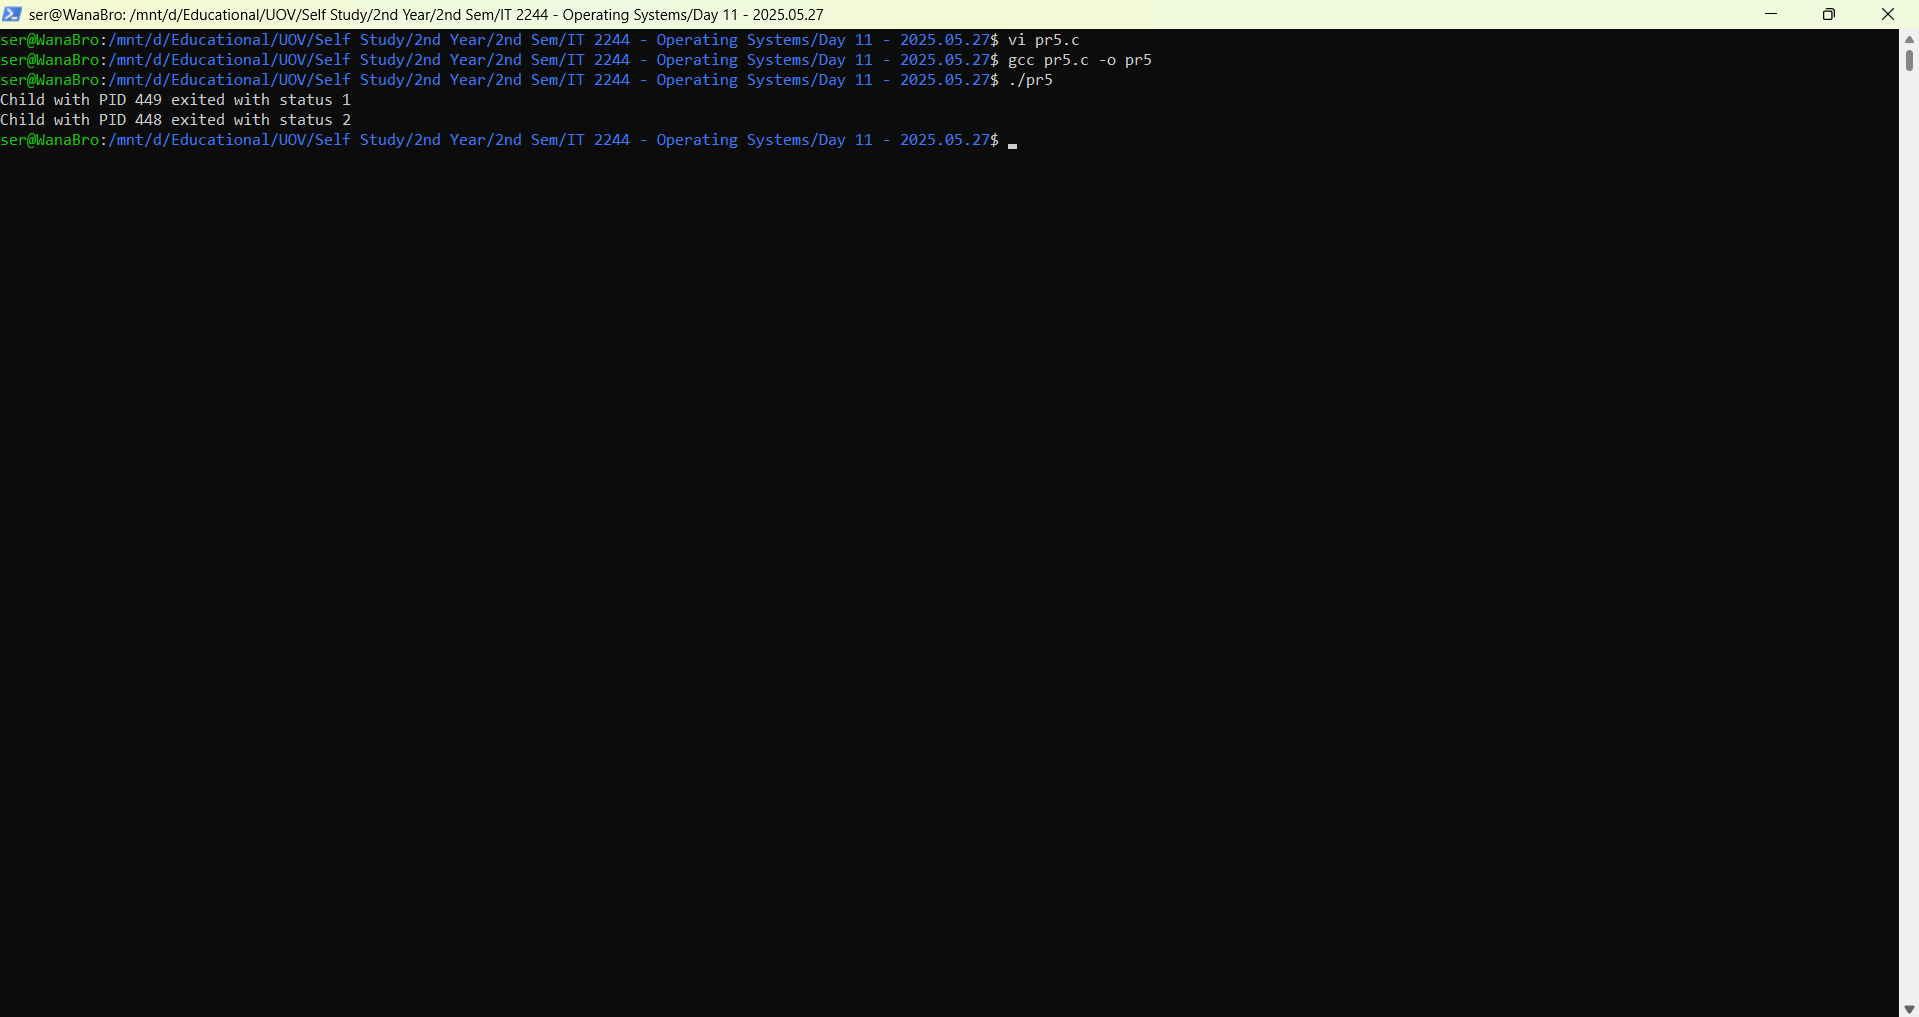 ser@WanaBro: /mnt/d/Educational/UOV/Self Study/2nd Year/2nd Sem/IT 2244 - Operating Systems/Day 11 - 2025.05.27
ser@WanaBro:/mnt/d/Educational/UOV/Self Study/2nd Year/2nd Sem/IT 2244 - Operating Systems/Day 11 - 2025.05.27$ vi pr5.c
ser@WanaBro:/mnt/d/Educational/UOV/Self Study/2nd Year/2nd Sem/IT 2244 - Operating Systems/Day 11 - 2025.05.27$ gcc pr5.c -o pr5
ser@WanaBro:/mnt/d/Educational/UOV/Self Study/2nd Year/2nd Sem/IT 2244 - Operating Systems/Day 11 - 2025.05.27$ ./pr5
Child with PID 449 exited with status 1
Child with PID 448 exited with status 2
ser@WanaBro:/mnt/d/Educational/UOV/Self Study/2nd Year/2nd Sem/IT 2244 - Operating Systems/Day 11 - 2025.05.27$